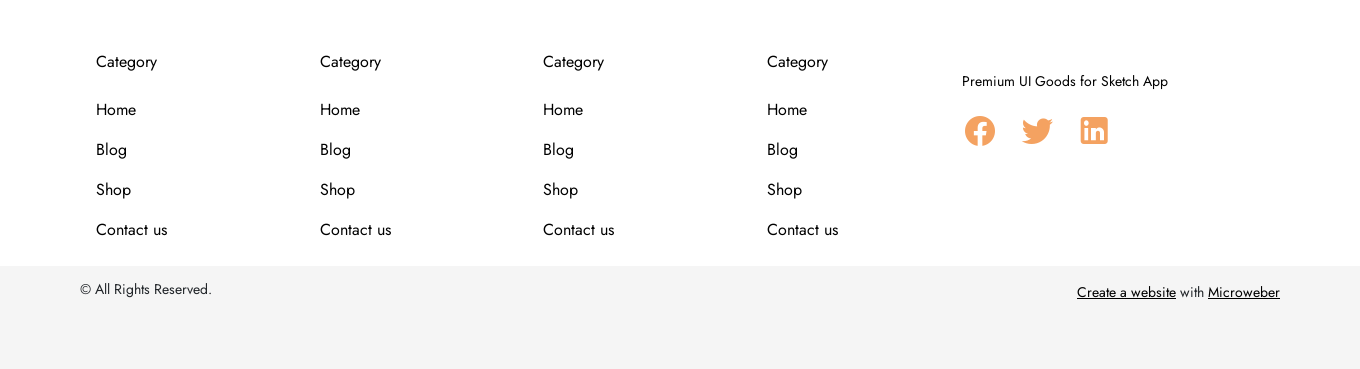 Category
Home
Blog
Shop
Contact us
Category
Home
Blog
Shop
Contact us
Category
Home
Blog
Shop
Contact us
Category
Home
Blog
Shop
Contact us
Premium UI Goods for Sketch App
© All Rights Reserved.
Create a website with Microweber